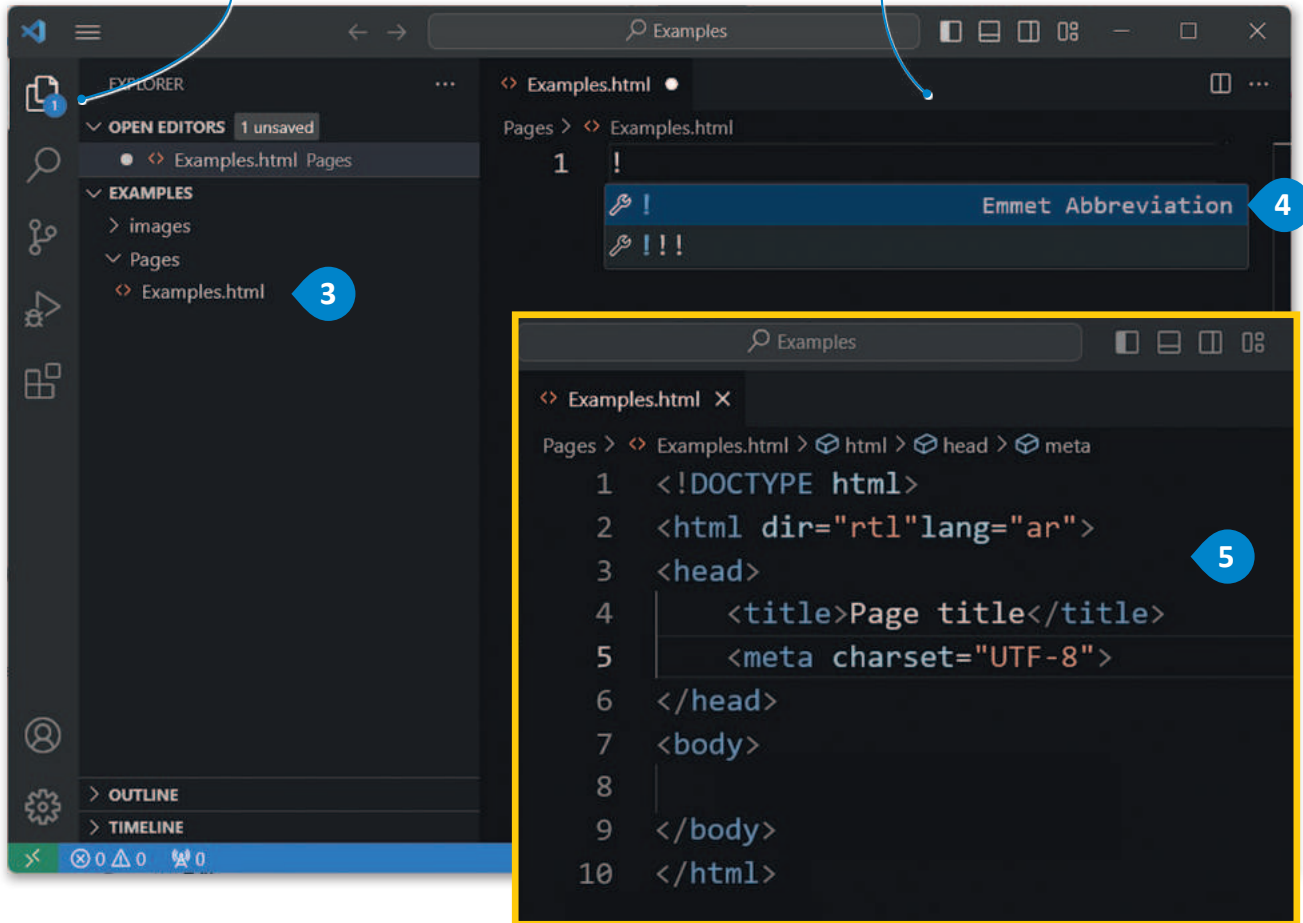 Examples
EXPLORER
1
OPEN EDITORS 1 unsaved
Examples.html Pages
EXAMPLES
images
Pages
Examples.html
3
OUTLINE
TIMELINE
0 0 0
Examples.html
Pages > Examples.html
1 !
! Emmet Abbreviation
4
!!!
Examples
Examples.html
Pages > Examples.html > html > head > meta
1 <!DOCTYPE html>
2 <html dir="rtl"lang="ar">
3 <head>
4 <title>Page title</title>
5 <meta charset="UTF-8">
6 </head>
7 <body>
8
9 </body>
10 </html>
5